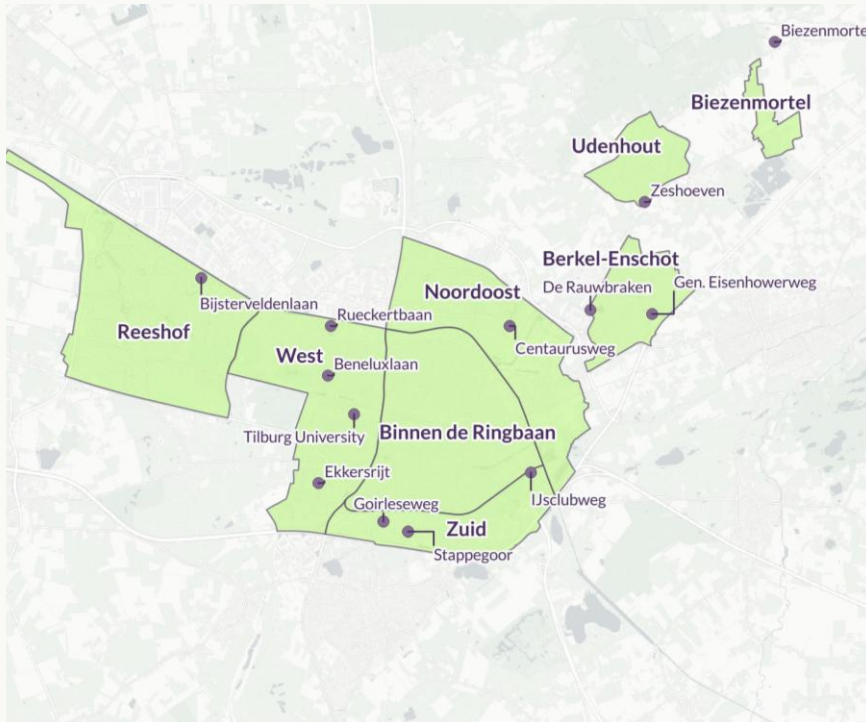 Biezenmortel
Biezenmortel
Udenhout
Zeshoeven
Berkel-Enschot
De Rauwbraken
Gen. Eisenhowerweg
Noordoost
Bijsterveldenlaan
Rueckertbaan
Reeshof
Centaurusweg
West
Beneluxlaan
Tilburg University
Binnen de Ringbaan
Ekkersrijt
Goirleseweg
IJsclubweg
Zuid
Stappegoor